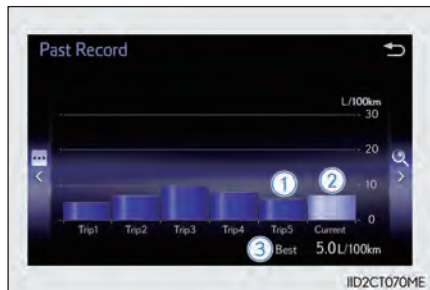 Past Record
L/100km
30
20
10
0
1
2
Trip1 Trip2 Trip3 Trip4 Trip5 Current
3 Best 5.0 L/100km
IID2CT070ME